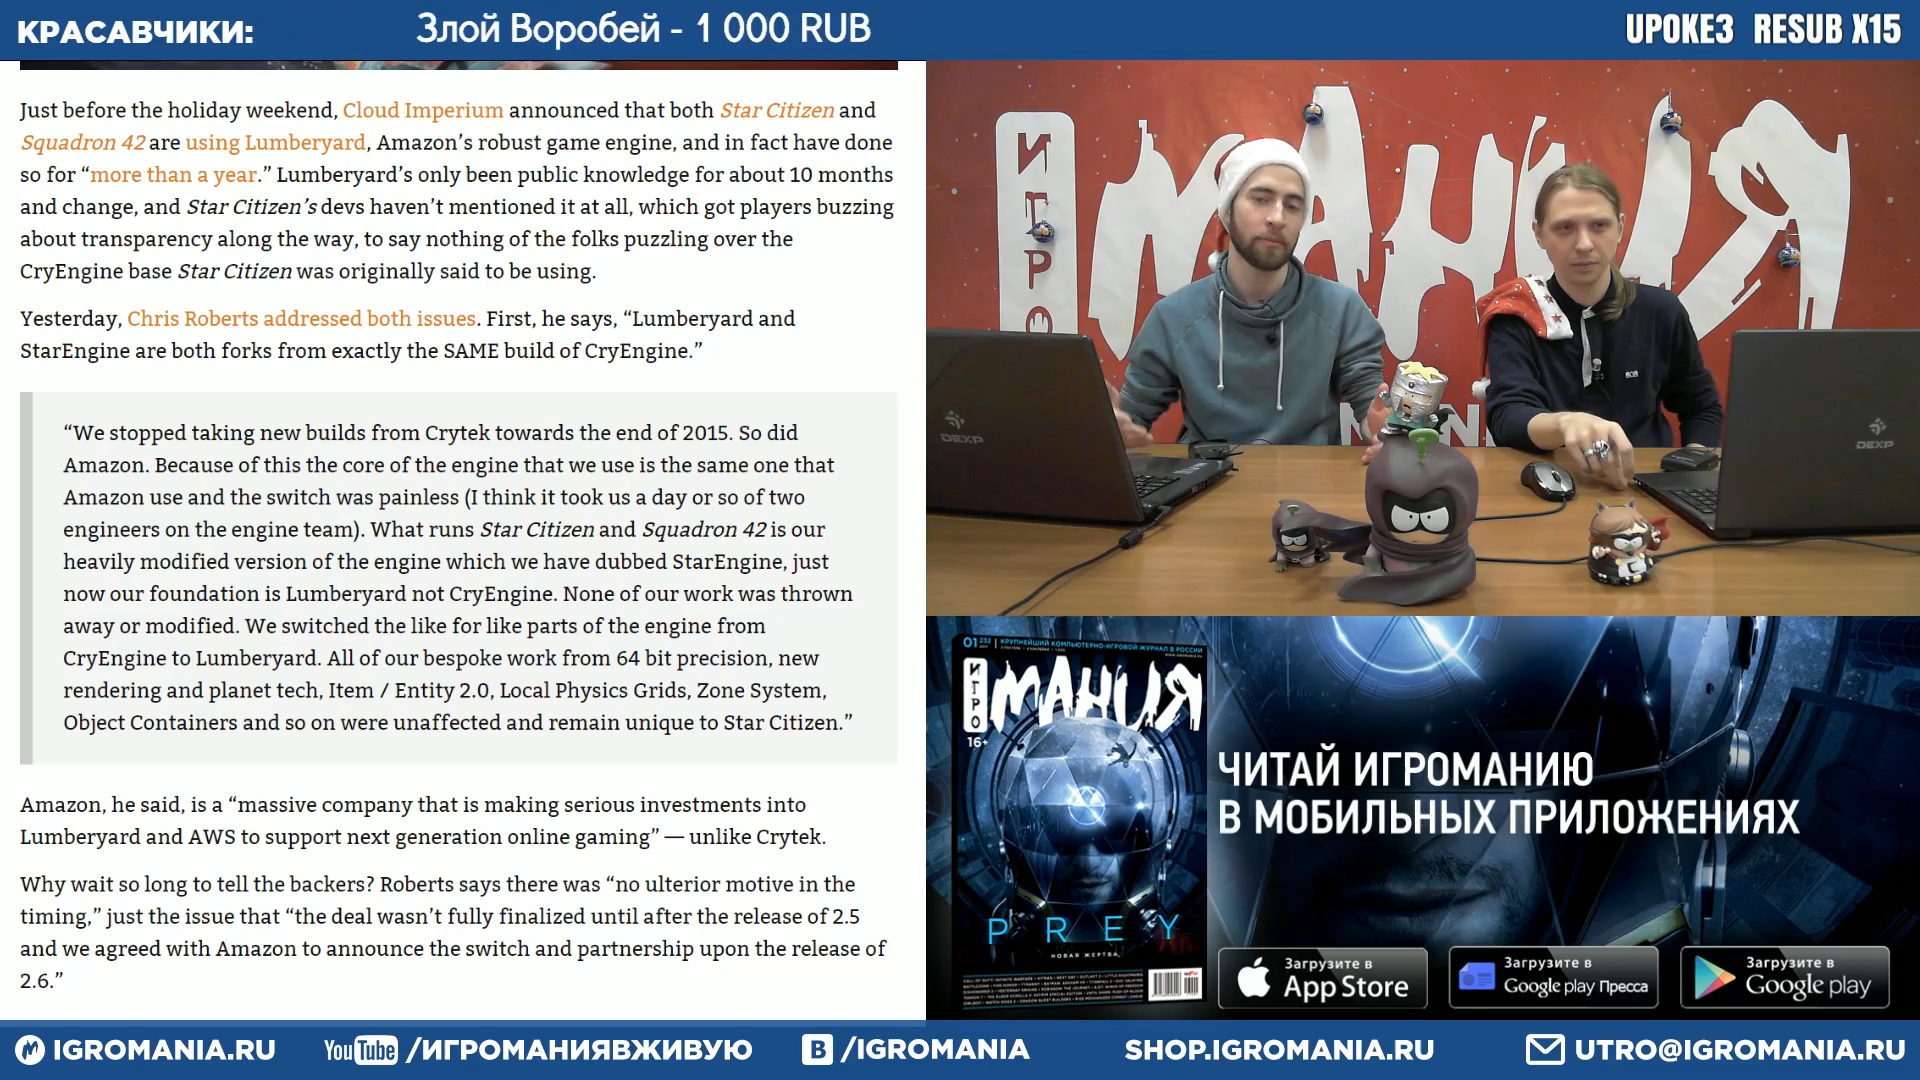 КРАСАВЧИКИ:
Злой Воробей - 1 000 RUB
UPOKE3 RESUB X15
Just before the holiday weekend, Cloud Imperium announced that both Star Citizen and
Squadron 42 are using Lumberyard, Amazon’s robust game engine, and in fact have done
so for “more than a year.” Lumberyard’s only been public knowledge for about 10 months
and change, and Star Citizen’s devs haven’t mentioned it at all, which got players buzzing
about transparency along the way, to say nothing of the folks puzzling over the
CryEngine base Star Citizen was originally said to be using.
Yesterday, Chris Roberts addressed both issues. First, he says, “Lumberyard and
StarEngine are both forks from exactly the SAME build of CryEngine.”
“We stopped taking new builds from Crytek towards the end of 2015. So did
Amazon. Because of this the core of the engine that we use is the same one that
Amazon use and the switch was painless (I think it took us a day or so of two
engineers on the engine team). What runs Star Citizen and Squadron 42 is our
heavily modified version of the engine which we have dubbed StarEngine, just
now our foundation is Lumberyard not CryEngine. None of our work was thrown
away or modified. We switched the like for like parts of the engine from
CryEngine to Lumberyard. All of our bespoke work from 64 bit precision, new
rendering and planet tech, Item / Entity 2.0, Local Physics Grids, Zone System,
Object Containers and so on were unaffected and remain unique to Star Citizen.”
Amazon, he said, is a “massive company that is making serious investments into
Lumberyard and AWS to support next generation online gaming” — unlike Crytek.
Why wait so long to tell the backers? Roberts says there was “no ulterior motive in the
timing,” just the issue that “the deal wasn’t fully finalized until after the release of 2.5
and we agreed with Amazon to announce the switch and partnership upon the release of
2.6.”
ИГРО
МАНИЯ
DEXP
DEXP
01 232
КРУПНЕЙШИЙ КОМПЬЮТЕРНО-ИГРОВОЙ ЖУРНАЛ В РОССИИ
ИГРО
МАНИЯ
16+
PREY
НОВАЯ ЖЕРТВА
ЧИТАЙ ИГРОМАНИЮ
В МОБИЛЬНЫХ ПРИЛОЖЕНИЯХ
Загрузите в
App Store
Загрузите в
Google play Пресса
Загрузите в
Google play
IGROMANIA.RU
YouTube /ИГРОМАНИЯВЖИВУЮ
В /IGROMANIA
SHOP.IGROMANIA.RU
UTRO@IGROMANIA.RU